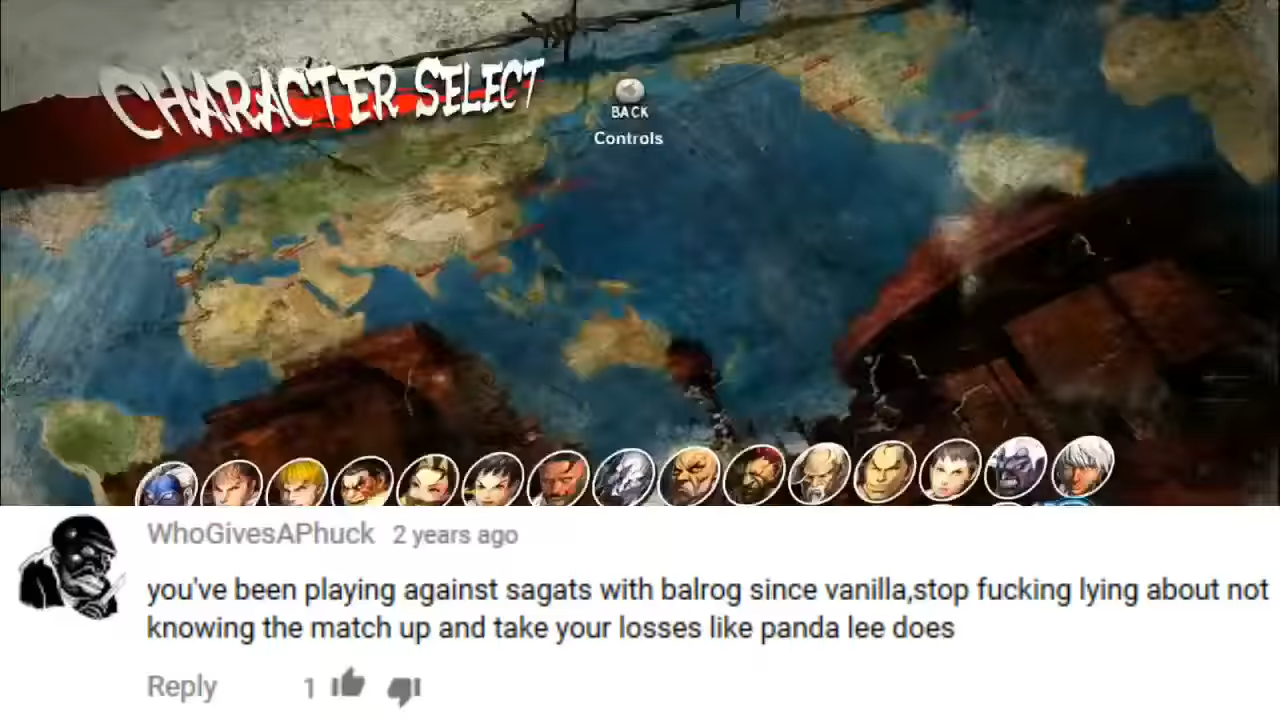 CHARACTER SELECT
BACK
Controls
WhoGivesAPhuck 2 years ago
you've been playing against sagats with balrog since vanilla,stop fucking lying about not
knowing the match up and take your losses like panda lee does
Reply 1